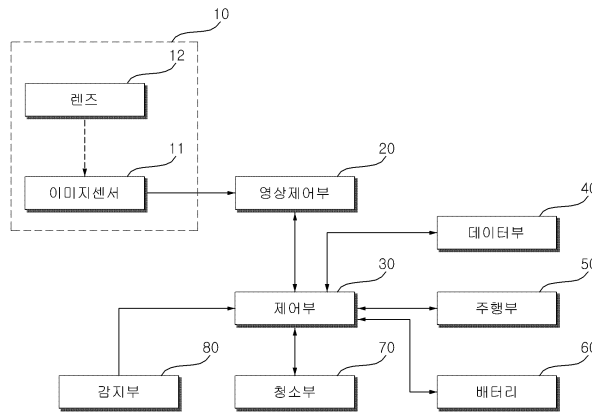 10
12
렌즈
11
이미지센서
20
영상제어부
40
데이터부
30
제어부
50
주행부
80
감지부
70
청소부
60
배터리